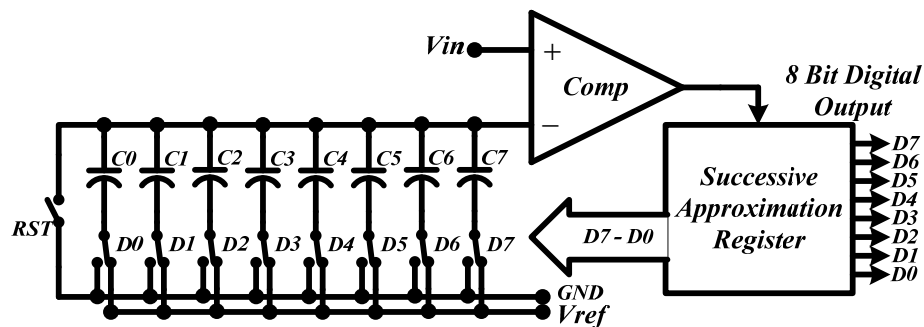 Vin
+
Comp
−
8 Bit Digital
Output
C0 C1 C2 C3 C4 C5 C6 C7
RST
D0 D1 D2 D3 D4 D5 D6 D7
GND
Vref
D7 - D0
Successive
Approximation
Register
D7
D6
D5
D4
D3
D2
D1
D0